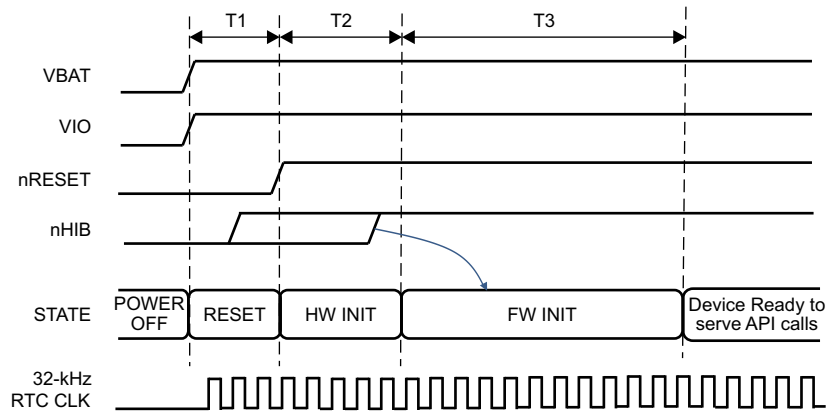 T1 T2 T3
VBAT
VIO
nRESET
nHIB
STATE
POWER
OFF
RESET
HW INIT
FW INIT
Device Ready to
serve API calls
32-kHz
RTC CLK